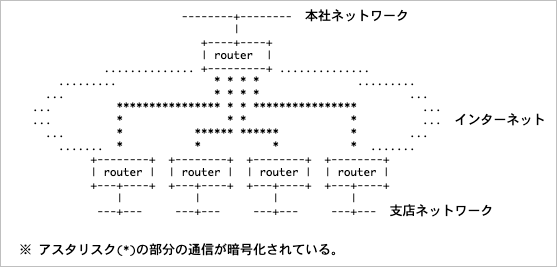 本社ネットワーク
router
インターネット
router router router router
支店ネットワーク
※ アスタリスク(*)の部分の通信が暗号化されている。